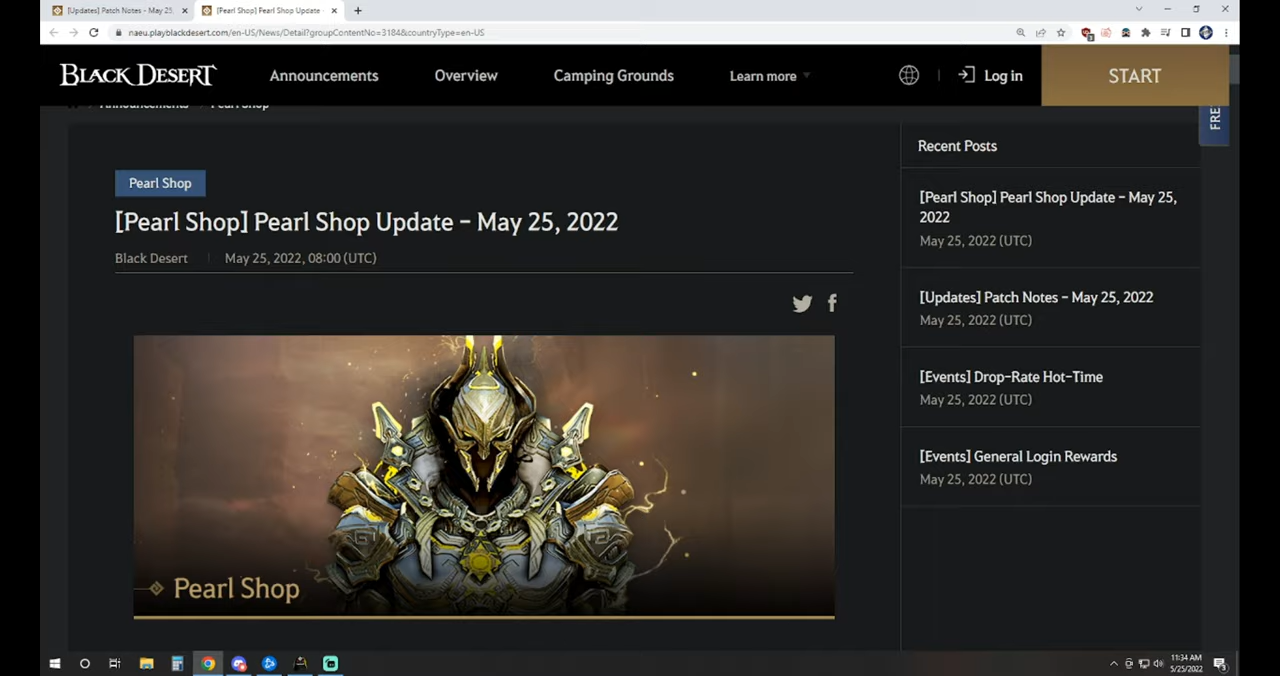 [Updates] Patch Notes - May 25,
[Pearl Shop] Pearl Shop Update -
naeu.playblackdesert.com/en-US/News/Detail?groupContentNo=3184&countryType=en-US
BLACK DESERT
Announcements
Overview
Camping Grounds
Learn more
Log in
START
FRE
Announcements
Pearl Shop
Pearl Shop
[Pearl Shop] Pearl Shop Update – May 25, 2022
Black Desert
May 25, 2022, 08:00 (UTC)
Pearl Shop
Recent Posts
[Pearl Shop] Pearl Shop Update – May 25,
2022
May 25, 2022 (UTC)
[Updates] Patch Notes – May 25, 2022
May 25, 2022 (UTC)
[Events] Drop-Rate Hot-Time
May 25, 2022 (UTC)
[Events] General Login Rewards
May 25, 2022 (UTC)
11:34 AM
5/25/2022